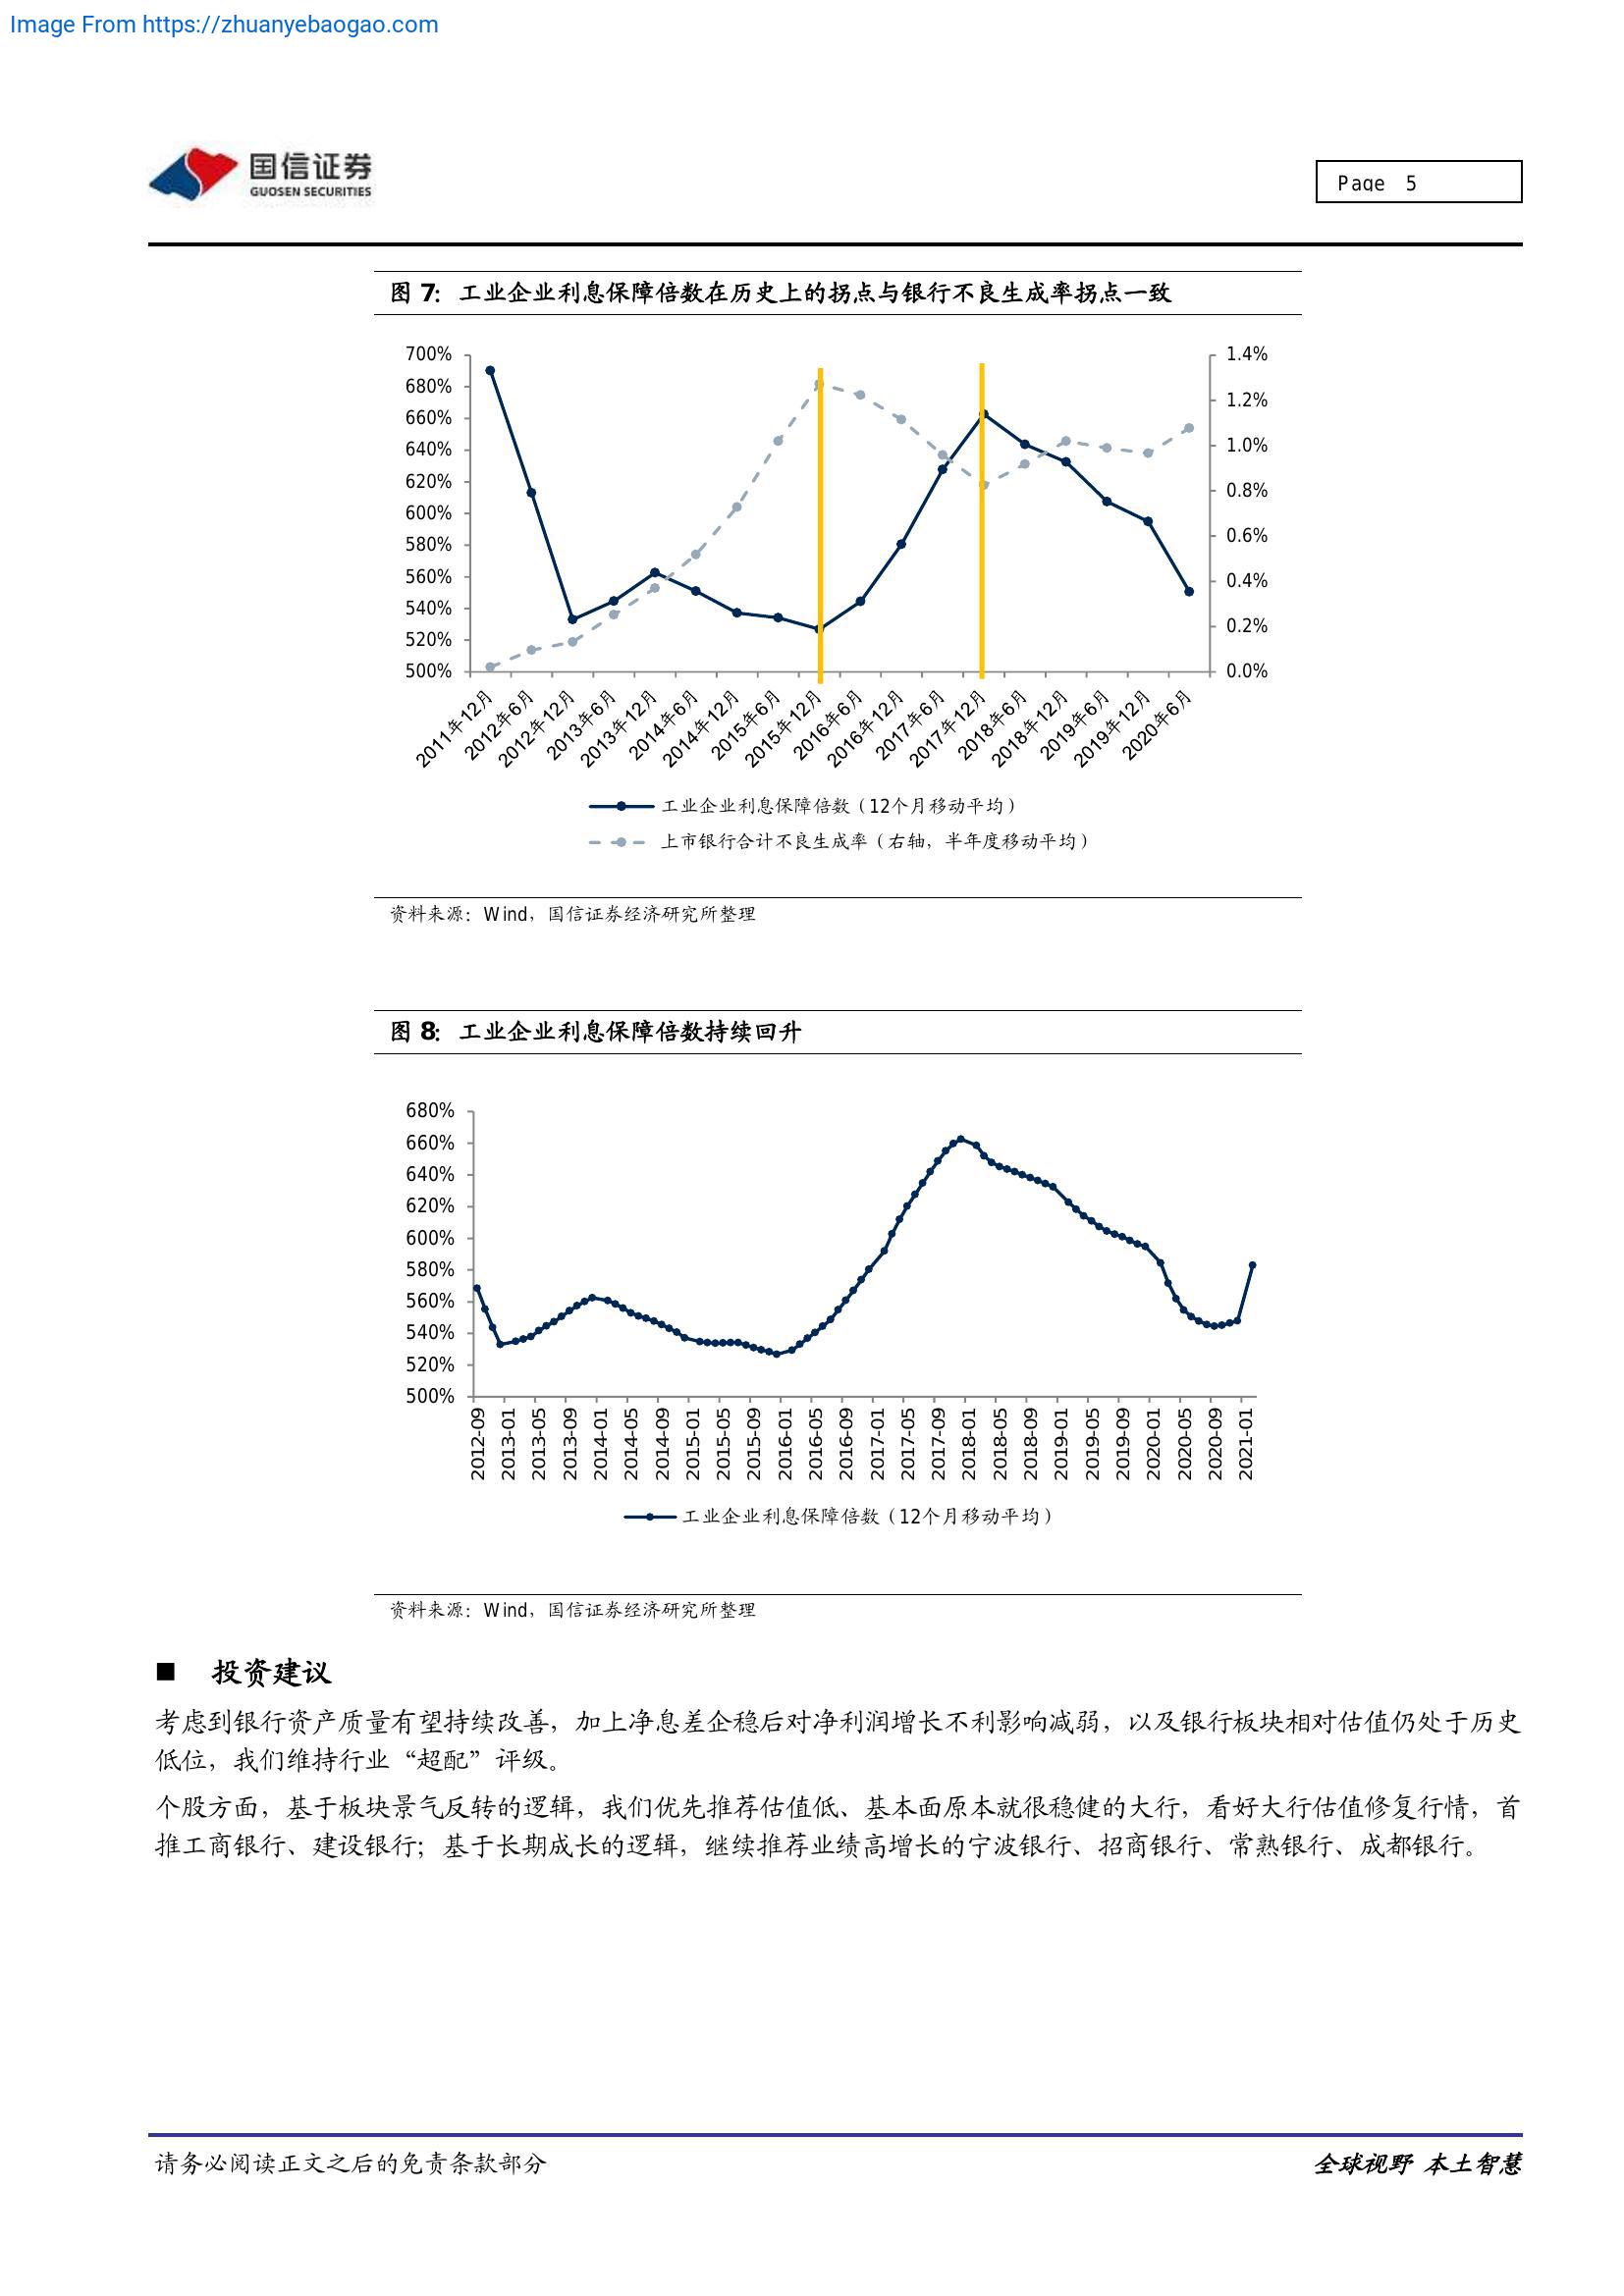 Image From https://zhuanyebaogao.com
国信证券
GUOSEN SECURITIES
Page 5
图 7：工业企业利息保障倍数在历史上的拐点与银行不良生成率拐点一致
700%
680%
660%
640%
620%
600%
580%
560%
540%
520%
500%
1.4%
1.2%
1.0%
0.8%
0.6%
0.4%
0.2%
0.0%
2011年12月
2012年6月
2012年12月
2013年6月
2013年12月
2014年6月
2014年12月
2015年6月
2015年12月
2016年6月
2016年12月
2017年6月
2017年12月
2018年6月
2018年12月
2019年6月
2019年12月
2020年6月
工业企业利息保障倍数（12个月移动平均）
上市银行合计不良生成率（右轴，半年度移动平均）
资料来源：Wind，国信证券经济研究所整理
图 8：工业企业利息保障倍数持续回升
680%
660%
640%
620%
600%
580%
560%
540%
520%
500%
2012-09
2013-01
2013-05
2013-09
2014-01
2014-05
2014-09
2015-01
2015-05
2015-09
2016-01
2016-05
2016-09
2017-01
2017-05
2017-09
2018-01
2018-05
2018-09
2019-01
2019-05
2019-09
2020-01
2020-05
2020-09
2021-01
工业企业利息保障倍数（12个月移动平均）
资料来源：Wind，国信证券经济研究所整理
■ 投资建议
考虑到银行资产质量有望持续改善，加上净息差企稳后对净利润增长不利影响减弱，以及银行板块相对估值仍处于历史
低位，我们维持行业“超配”评级。
个股方面，基于板块景气反转的逻辑，我们优先推荐估值低、基本面原本就很稳健的大行，看好大行估值修复行情，首
推工商银行、建设银行；基于长期成长的逻辑，继续推荐业绩高增长的宁波银行、招商银行、常熟银行、成都银行。
请务必阅读正文之后的免责条款部分
全球视野 本土智慧